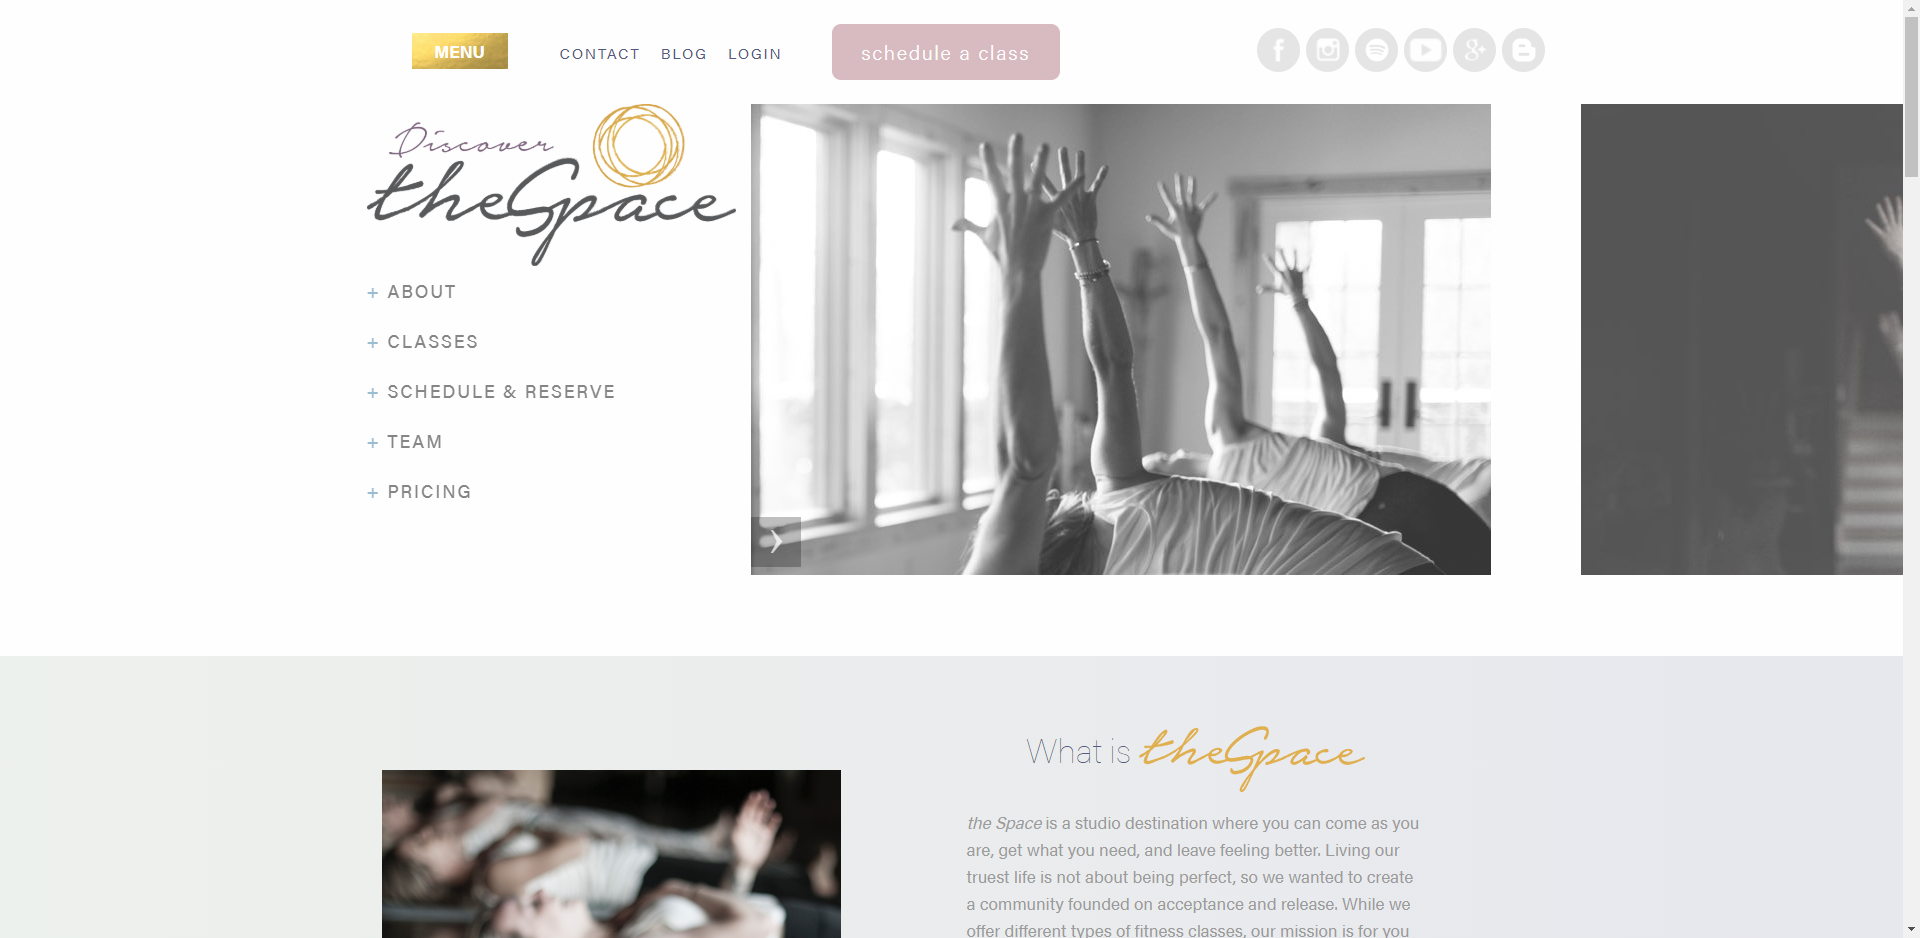 MENU
CONTACT BLOG LOGIN
schedule a class
Discover
theSpace
+ ABOUT
+ CLASSES
+ SCHEDULE & RESERVE
+ TEAM
+ PRICING
What is theSpace
the Space is a studio destination where you can come as you
are, get what you need, and leave feeling better. Living our
truest life is not about being perfect, so we wanted to create
a community founded on acceptance and release. While we
offer different types of fitness classes, our mission is for you